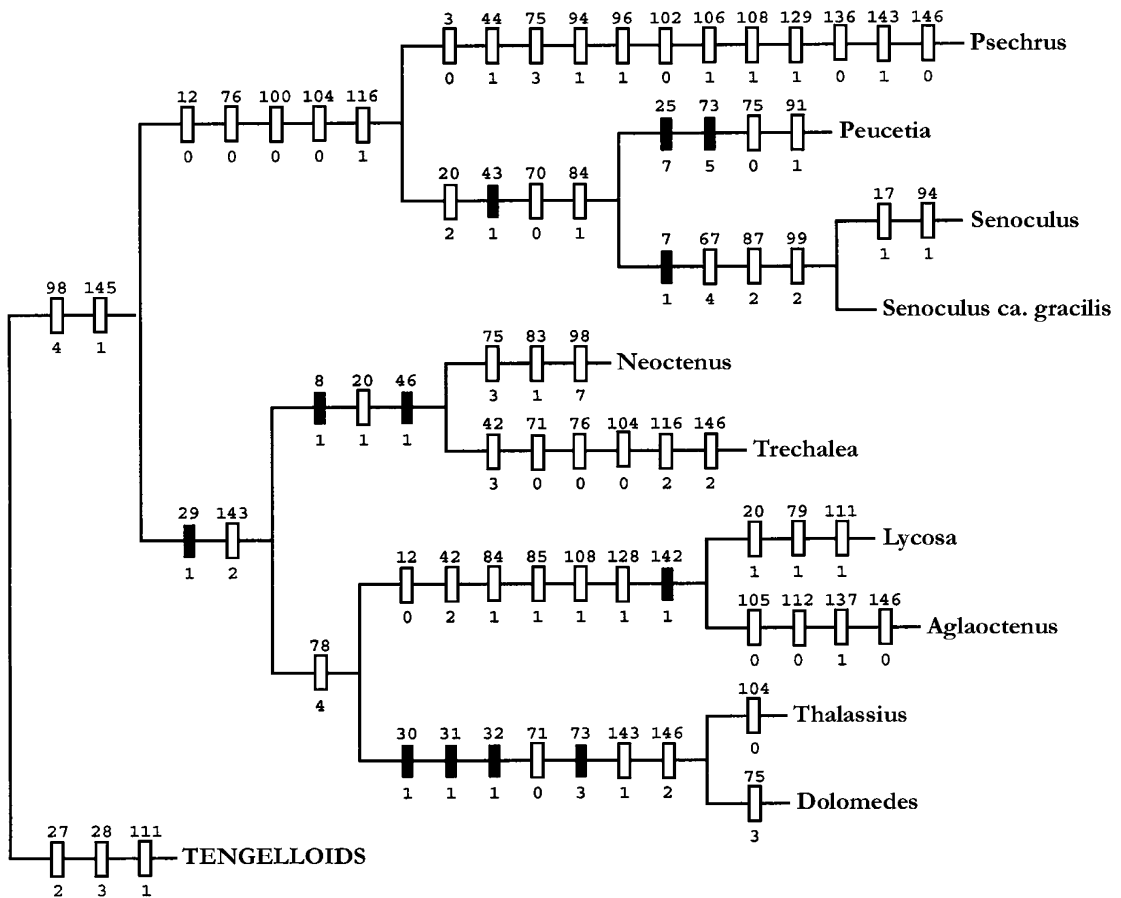 3 44 75 94 96 102 106 108 129 136 143 146
Psechrus
0 1 3 1 1 0 1 1 1 0 1 0
12 76 100 104 116
0 0 0 0 1
25 73 75 91
Peucetia
7 5 0 1
20 43 70 84
2 1 0 1
17 94
Senoculus
1 1
7 67 87 99
1 4 2 2
Senoculus ca. gracilis
98 145
4 1
75 83 98
Neoctenus
3 1 7
8 20 46
1 1 1
42 71 76 104 116 146
Trechalea
3 0 0 0 2 2
29 143
1 2
20 79 111
Lycosa
1 1 1
12 42 84 85 108 128 142
0 2 1 1 1 1 1
105 112 137 146
Aglaoctenus
0 0 1 0
78
4
104
Thalassius
0
30 31 32 71 73 143 146
1 1 1 0 3 1 2
75
Dolomedes
3
27 28 111
TENGELLOIDS
2 3 1